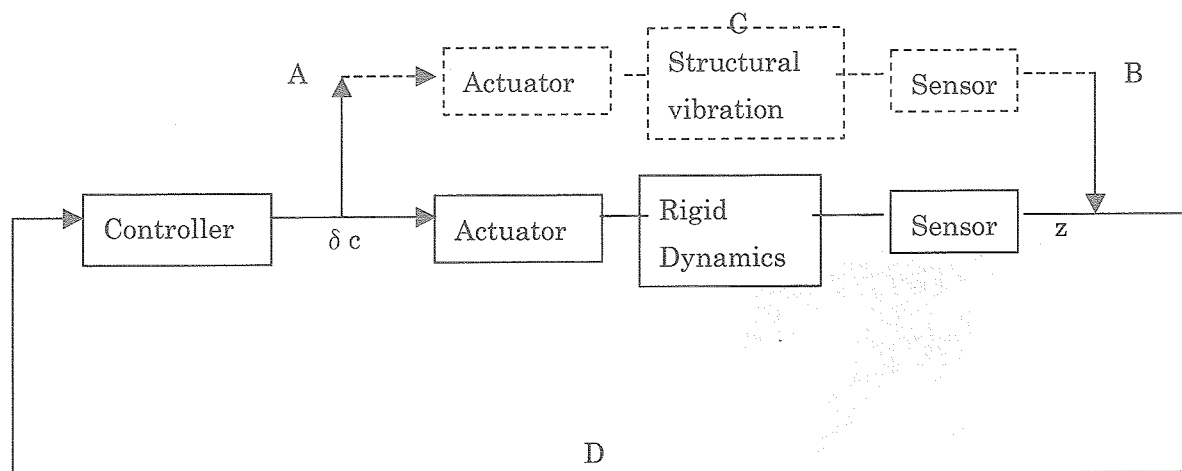 C
A
Actuator
Structural
vibration
Sensor
B
Controller
δ c
Actuator
Rigid
Dynamics
Sensor
z
D